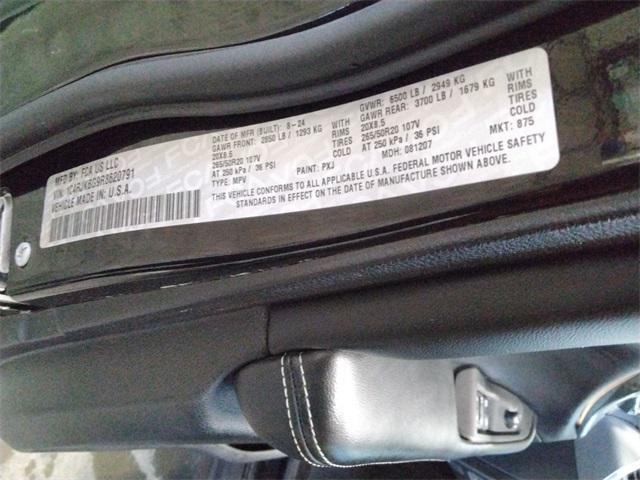 MFD BY: FCA US LLC
VIN: 1C4RJKBG9R8620791
VEHICLE MADE IN: U.S.A.
DATE OF MFR (BUILT): 8-24
GAWR FRONT: 2850 LB / 1293 KG WITH
20X8.5 RIMS
265/50R20 107V TIRES
AT 250 kPa / 36 PSI COLD
TYPE: MPV
PAINT: PXJ
GVWR: 6500 LB / 2949 KG
GAWR REAR: 3700 LB / 1679 KG WITH
20X8.5 RIMS
265/50R20 107V TIRES
AT 250 kPa / 36 PSI COLD
MDH: 081207
MKT: 875
THIS VEHICLE CONFORMS TO ALL APPLICABLE U.S.A. FEDERAL MOTOR VEHICLE SAFETY
STANDARDS IN EFFECT ON THE DATE OF MANUFACTURE SHOWN ABOVE.